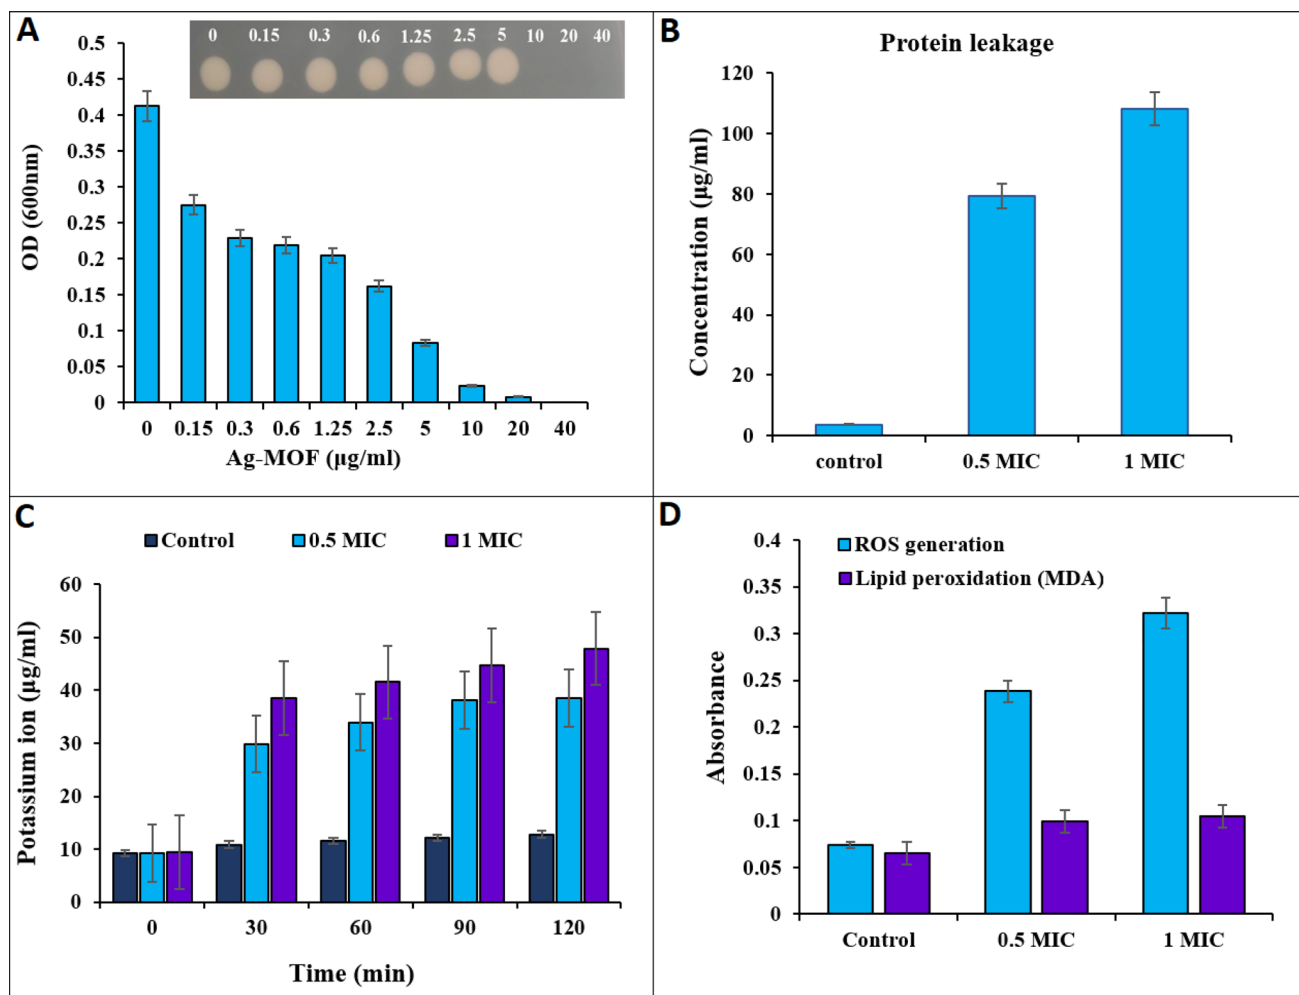 A
0 0.15 0.3 0.6 1.25 2.5 5 10 20 40
0.5
0.45
0.4
0.35
0.3
0.25
0.2
0.15
0.1
0.05
0
OD (600nm)
0 0.15 0.3 0.6 1.25 2.5 5 10 20 40
Ag-MOF (µg/ml)
B
Protein leakage
120
100
80
60
40
20
0
Concentration (µg/ml)
control 0.5 MIC 1 MIC
C
Control 0.5 MIC 1 MIC
60
50
40
30
20
10
0
Potassium ion (µg/ml)
0 30 60 90 120
Time (min)
D
ROS generation
Lipid peroxidation (MDA)
0.4
0.35
0.3
0.25
0.2
0.15
0.1
0.05
0
Absorbance
Control 0.5 MIC 1 MIC